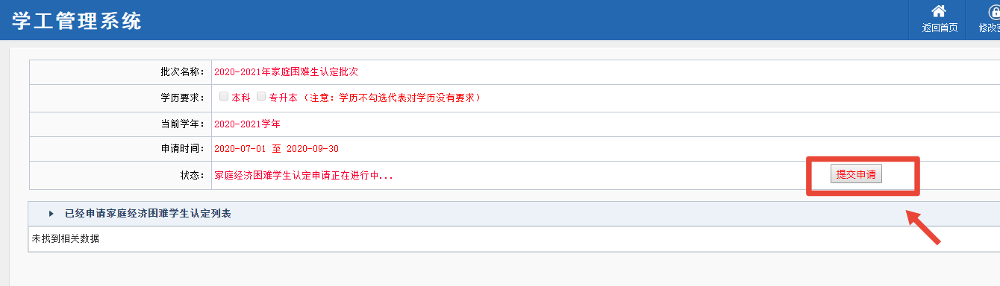 学工管理系统
返回首页
修改密
批次名称： 2020-2021年家庭困难生认定批次
学历要求： 本科 专升本 （注意：学历不勾选代表对学历没有要求）
当前学年： 2020-2021学年
申请时间： 2020-07-01 至 2020-09-30
状态： 家庭经济困难学生认定申请正在进行中... 提交申请
已经申请家庭经济困难学生认定列表
未找到相关数据